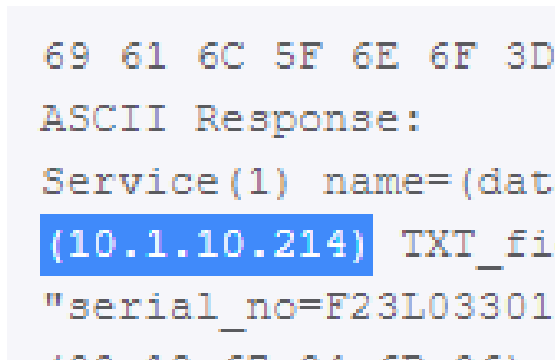 69 61 6C 5F 6E 6F 3D
ASCII Response:
Service(1) name=(dat
(10.1.10.214) TXT_fi
"serial_no=F23L03301